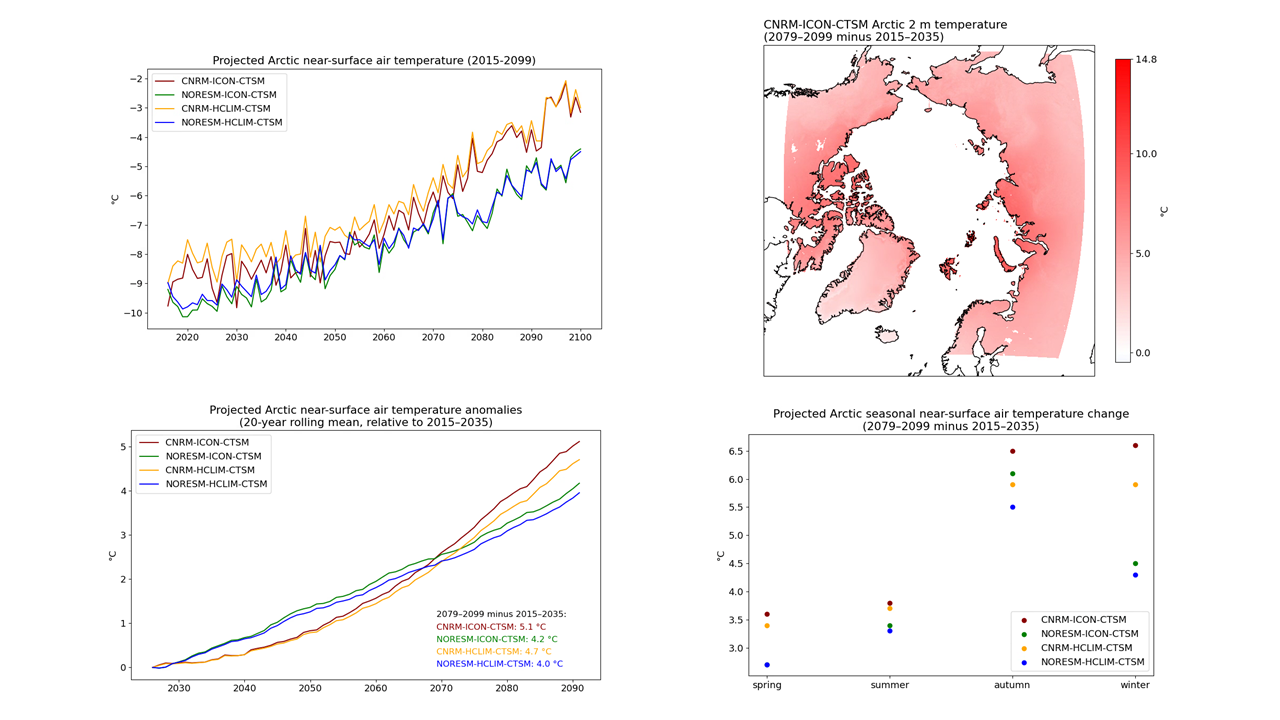 Projected Arctic near-surface air temperature (2015-2099)
CNRM-ICON-CTSM
NORESM-ICON-CTSM
CNRM-HCLIM-CTSM
NORESM-HCLIM-CTSM
−2
−3
−4
−5
−6
−7
−8
−9
−10
°C
2020
2030
2040
2050
2060
2070
2080
2090
2100
CNRM-ICON-CTSM Arctic 2 m temperature
(2079–2099 minus 2015–2035)
14.8
10.0
5.0
0.0
°C
Projected Arctic near-surface air temperature anomalies
(20-year rolling mean, relative to 2015–2035)
CNRM-ICON-CTSM
NORESM-ICON-CTSM
CNRM-HCLIM-CTSM
NORESM-HCLIM-CTSM
5
4
3
2
1
0
°C
2079–2099 minus 2015–2035:
CNRM-ICON-CTSM: 5.1 °C
NORESM-ICON-CTSM: 4.2 °C
CNRM-HCLIM-CTSM: 4.7 °C
NORESM-HCLIM-CTSM: 4.0 °C
2030
2040
2050
2060
2070
2080
2090
Projected Arctic seasonal near-surface air temperature change
(2079–2099 minus 2015–2035)
6.5
6.0
5.5
5.0
4.5
4.0
3.5
3.0
°C
CNRM-ICON-CTSM
NORESM-ICON-CTSM
CNRM-HCLIM-CTSM
NORESM-HCLIM-CTSM
spring
summer
autumn
winter